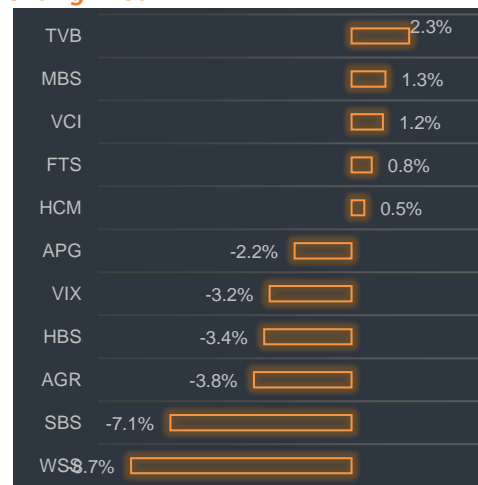 TVB 2.3%
MBS 1.3%
VCI 1.2%
FTS 0.8%
HCM 0.5%
APG -2.2%
VIX -3.2%
HBS -3.4%
AGR -3.8%
SBS -7.1%
WSS -8.7%